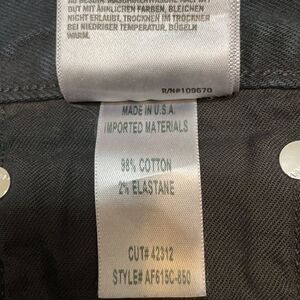 BUT MIT ÄHNLICHEN FARBEN, BLEICHEN
NICHT ERLAUBT, TROCKNEN IM TROCKNER
BEI NIEDRIGER TEMPERATUR, BÜGELN
WARM.
R/N#109670
MADE IN U.S.A.
IMPORTED MATERIALS
98% COTTON
2% ELASTANE
CUT# 42312
STYLE# AF615C-850